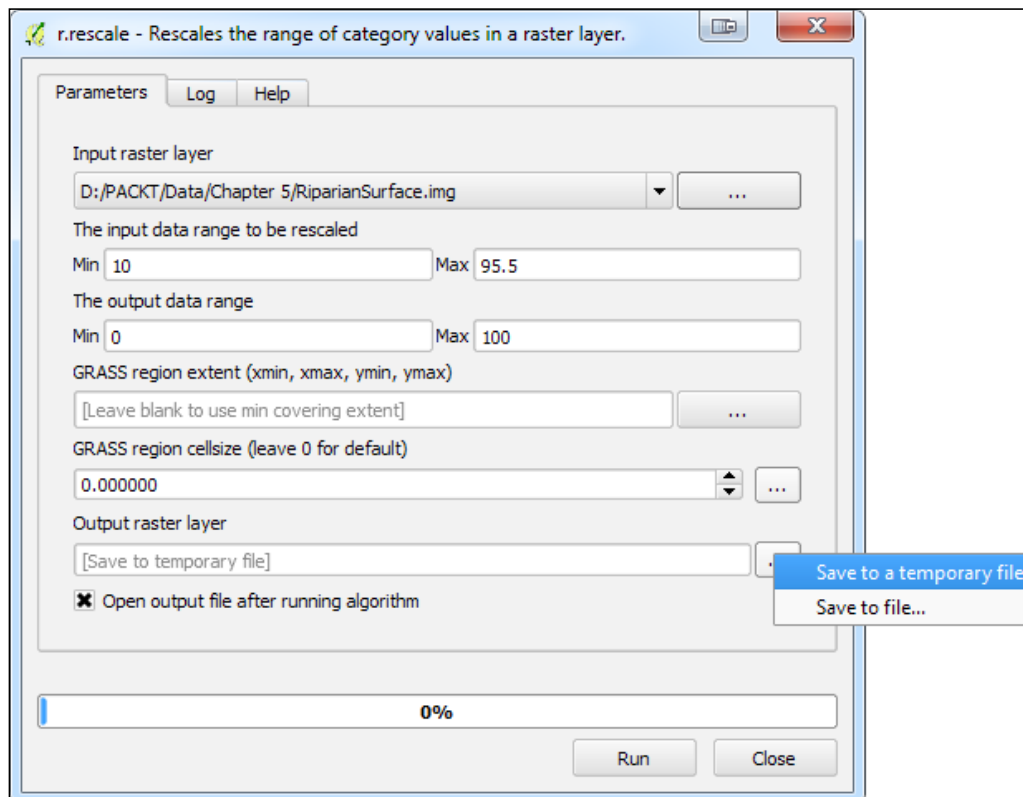 r.rescale - Rescales the range of category values in a raster layer.
Parameters Log Help
Input raster layer
D:/PACKT/Data/Chapter 5/RiparianSurface.img ...
The input data range to be rescaled
Min 10 Max 95.5
The output data range
Min 0 Max 100
GRASS region extent (xmin, xmax, ymin, ymax)
[Leave blank to use min covering extent] ...
GRASS region cellsize (leave 0 for default)
0.000000 ...
Output raster layer
[Save to temporary file]
Save to a temporary file
Open output file after running algorithm
Save to file...
0%
Run Close